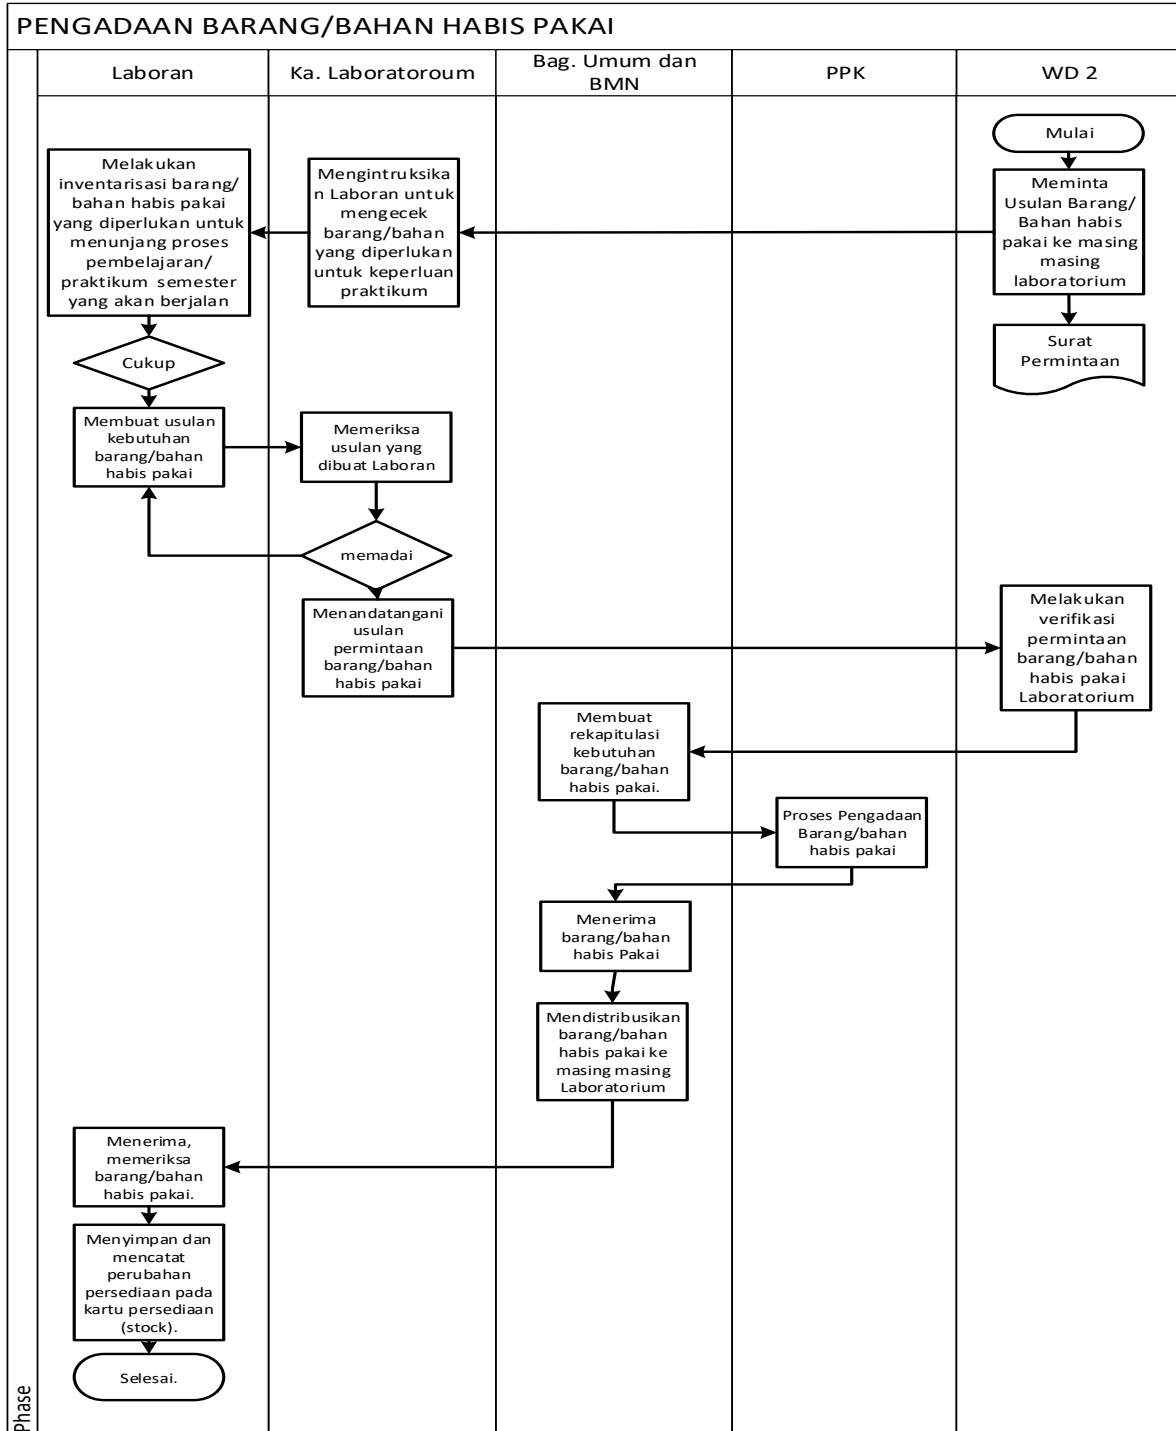 PENGADAAN BARANG/BAHAN HABIS PAKAI
Laboran
Ka. Laboratoroum
Bag. Umum dan
BMN
PPK
WD 2
Mulai
Meminta
Usulan Barang/
Bahan habis
pakai ke masing
masing
laboratorium
Surat
Permintaan
Mengintruksika
n Laboran untuk
mengecek
barang/bahan
yang diperlukan
untuk keperluan
praktikum
Melakukan
inventarisasi barang/
bahan habis pakai
yang diperlukan untuk
menunjang proses
pembelajaran/
praktikum semester
yang akan berjalan
Cukup
Membuat usulan
kebutuhan
barang/bahan
habis pakai
Memeriksa
usulan yang
dibuat Laboran
memadai
Menandatangani
usulan
permintaan
barang/bahan
habis pakai
Melakukan
verifikasi
permintaan
barang/bahan
habis pakai
Laboratorium
Membuat
rekapitulasi
kebutuhan
barang/bahan
habis pakai.
Proses Pengadaan
Barang/bahan
habis pakai
Menerima
barang/bahan
habis Pakai
Mendistribusikan
barang/bahan
habis pakai ke
masing masing
Laboratorium
Menerima,
memeriksa
barang/bahan
habis pakai.
Menyimpan dan
mencatat
perubahan
persediaan pada
kartu persediaan
(stock).
Selesai.
Phase